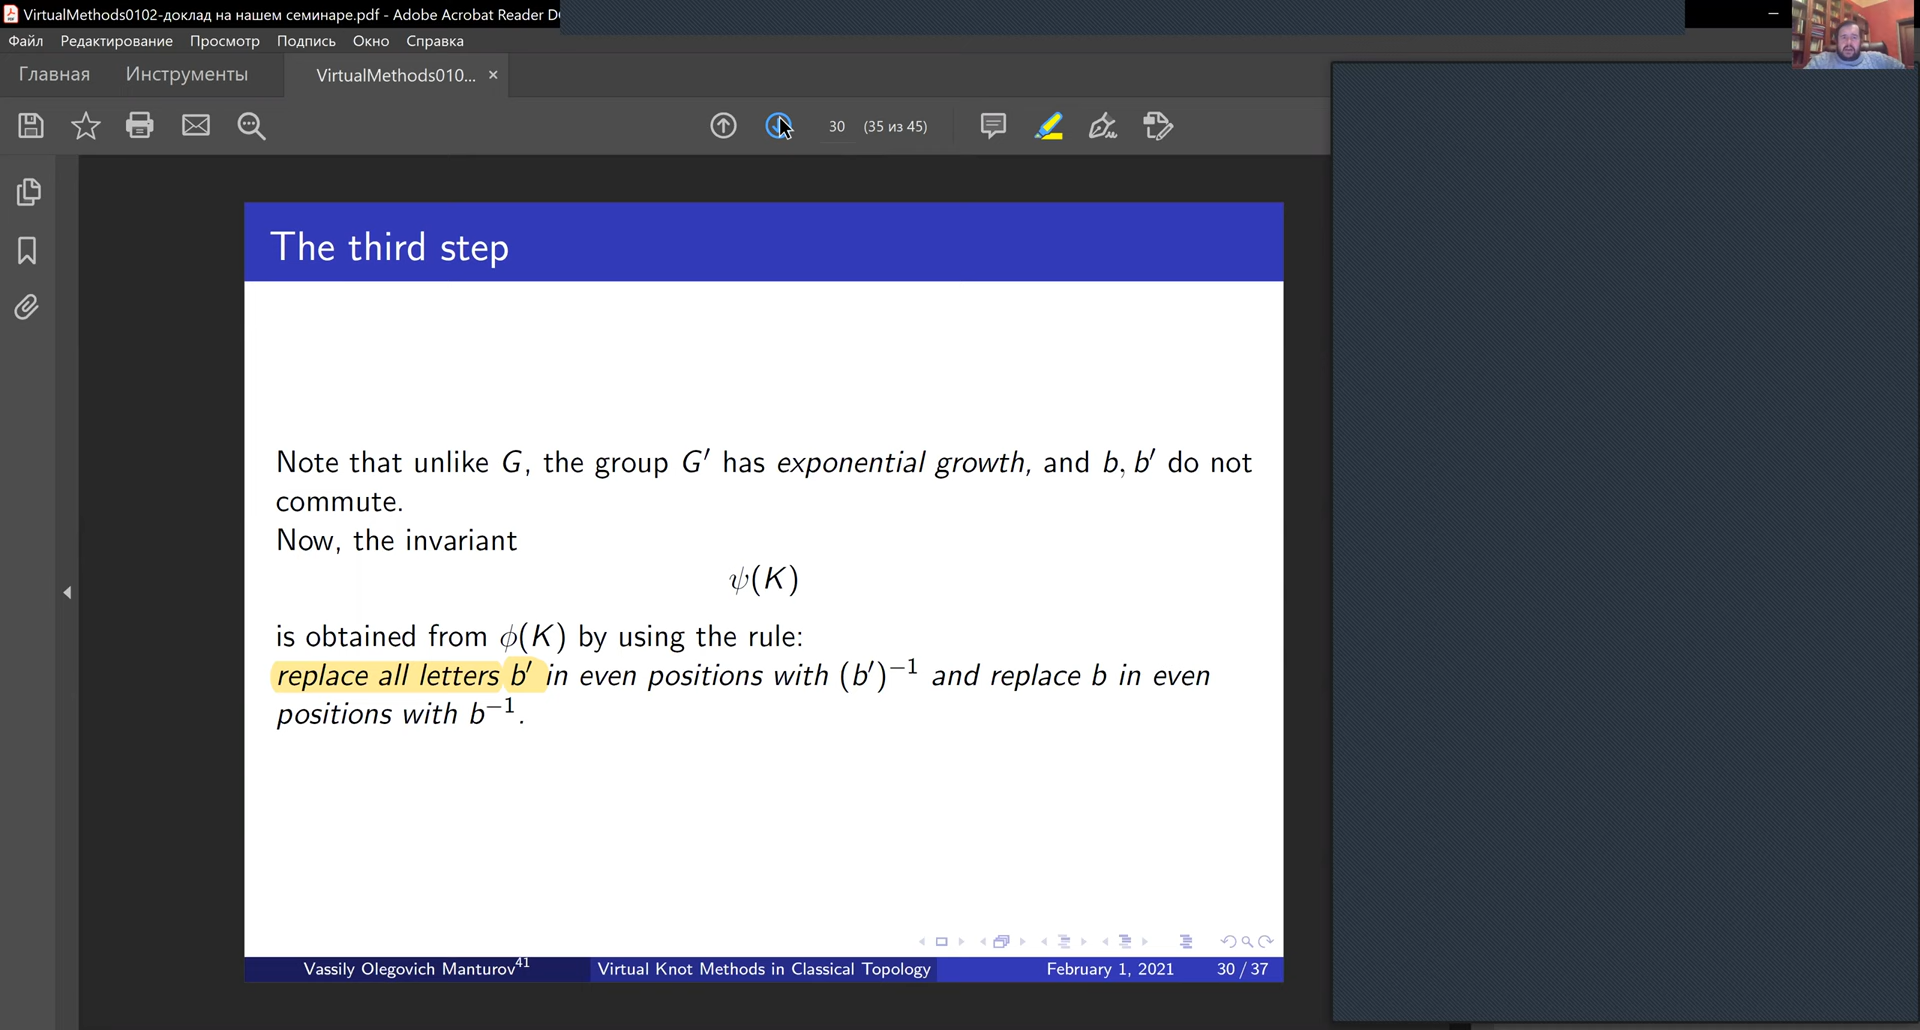 VirtualMethods0102-доклад на нашем семинаре.pdf - Adobe Acrobat Reader D
Файл Редактирование Просмотр Подпись Окно Справка
Главная Инструменты VirtualMethods010... ×
30 (35 из 45)
The third step
Note that unlike G, the group G′ has exponential growth, and b, b′ do not
commute.
Now, the invariant
ψ(K)
is obtained from ϕ(K) by using the rule:
replace all letters b′ in even positions with (b′)⁻¹ and replace b in even
positions with b⁻¹.
Vassily Olegovich Manturov⁴¹ Virtual Knot Methods in Classical Topology February 1, 2021 30 / 37